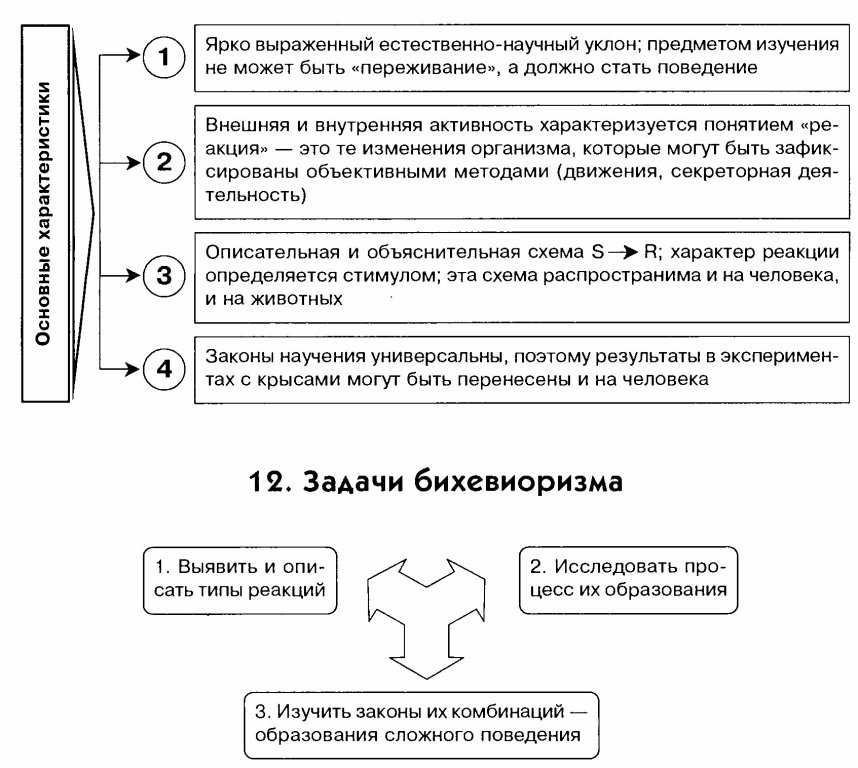 Основные характеристики
1
Ярко выраженный естественно-научный уклон; предметом изучения
не может быть «переживание», а должно стать поведение
2
Внешняя и внутренняя активность характеризуется понятием «ре-
акция» — это те изменения организма, которые могут быть зафик-
сированы объективными методами (движения, секреторная дея-
тельность)
3
Описательная и объяснительная схема S → R; характер реакции
определяется стимулом; эта схема распространима и на человека,
и на животных
4
Законы научения универсальны, поэтому результаты в эксперимен-
тах с крысами могут быть перенесены и на человека
12. Задачи бихевиоризма
1. Выявить и опи-
сать типы реакций
2. Исследовать про-
цесс их образования
3. Изучить законы их комбинаций —
образования сложного поведения